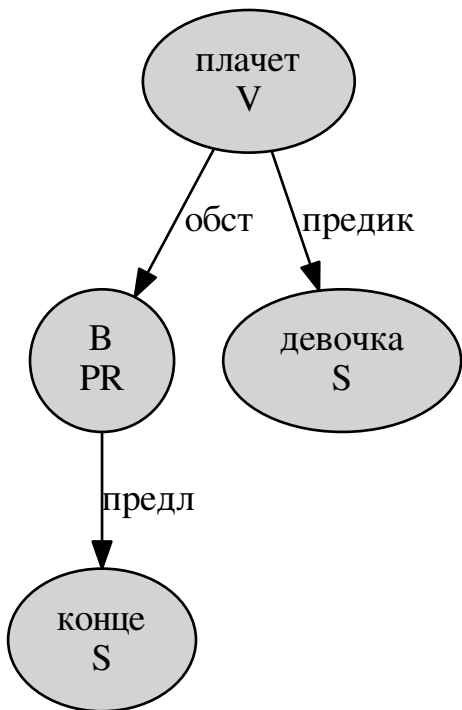 плачет
V
обст
предик
В
PR
девочка
S
предл
конце
S